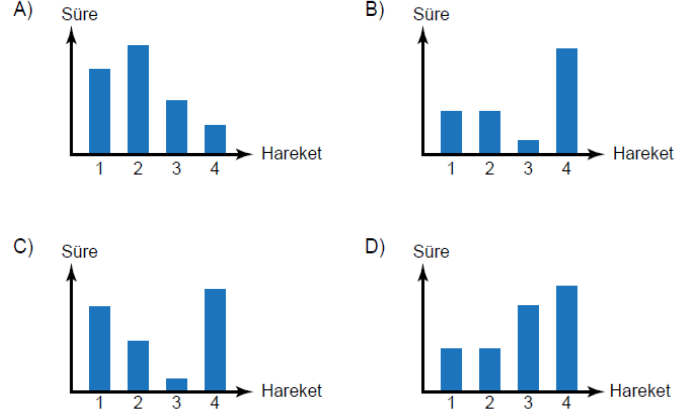 A) Süre
Hareket
1 2 3 4
B) Süre
Hareket
1 2 3 4
C) Süre
Hareket
1 2 3 4
D) Süre
Hareket
1 2 3 4